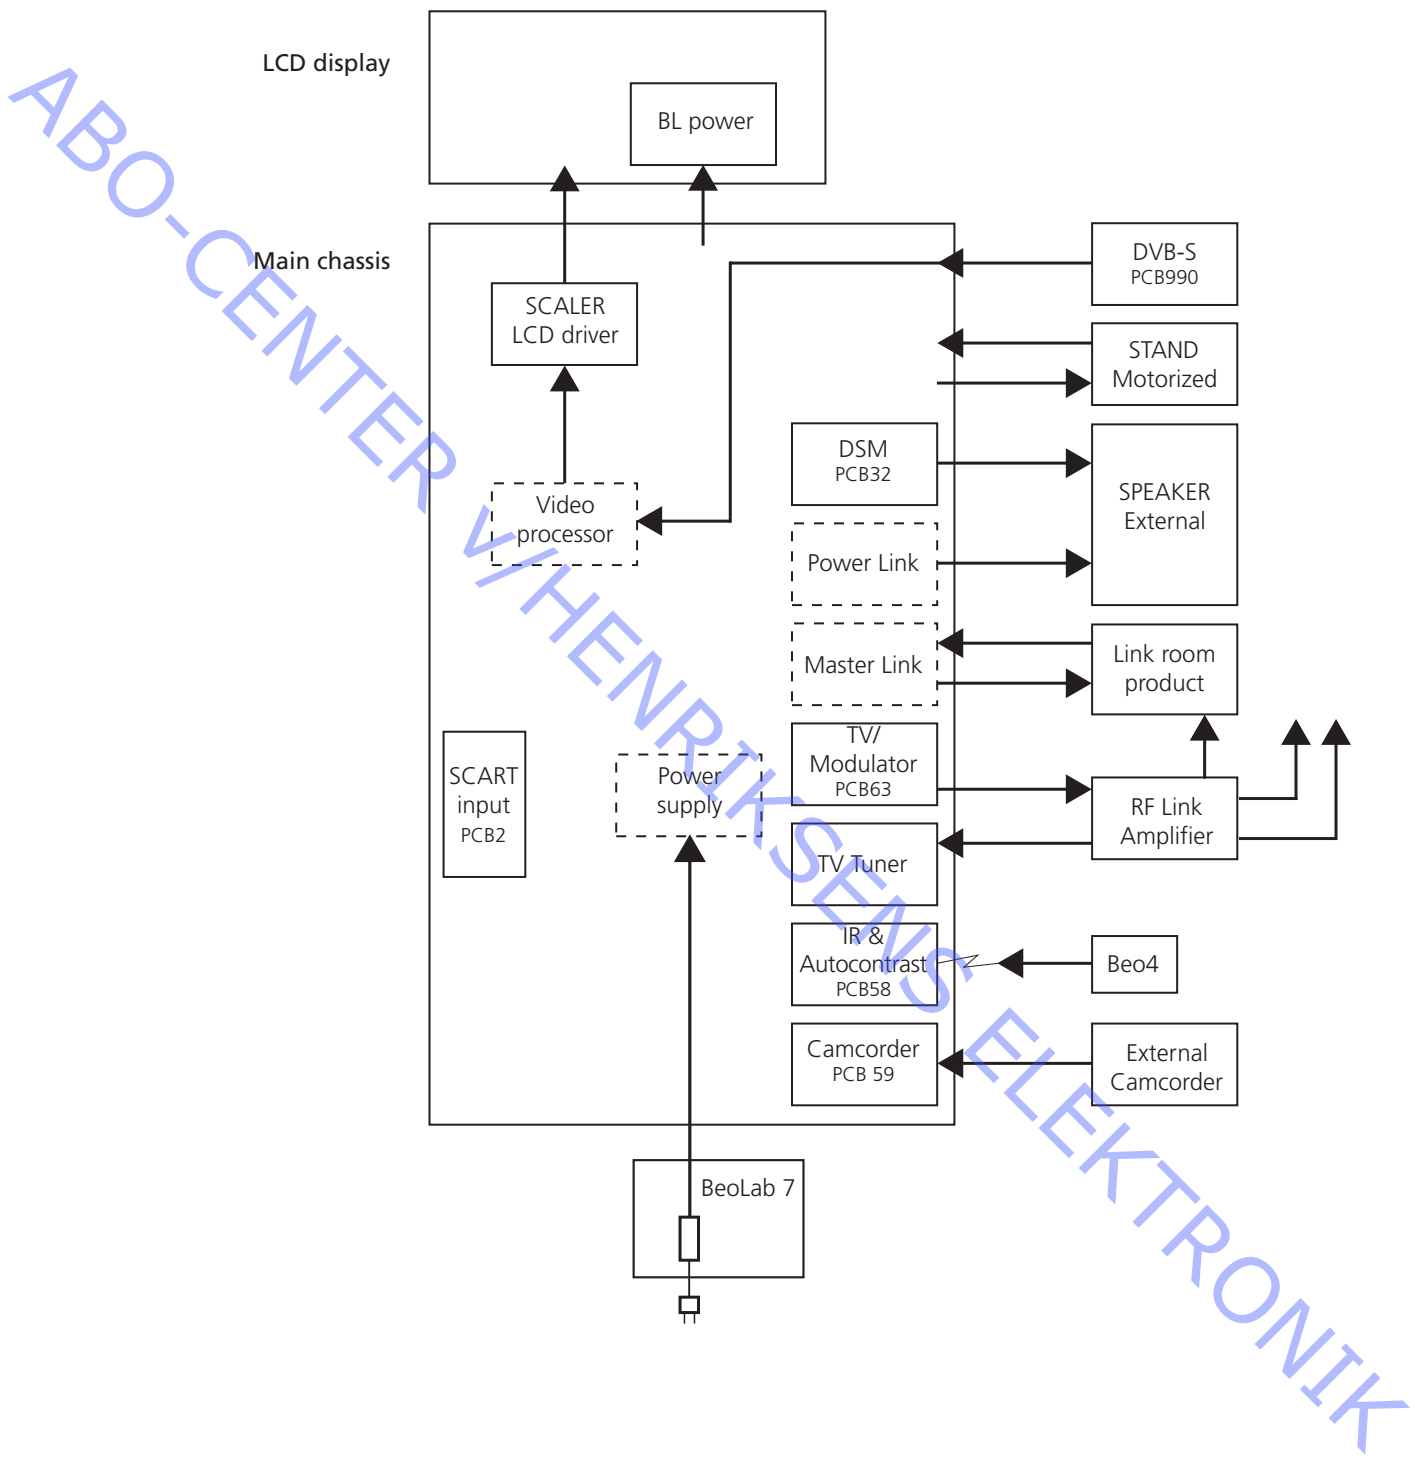 LCD display
BL power
Main chassis
SCALER
LCD driver
DVB-S
PCB990
STAND
Motorized
DSM
PCB32
SPEAKER
External
Video
processor
Power Link
Master Link
Link room
product
TV/
Modulator
PCB63
SCART
input
PCB2
Power
supply
RF Link
Amplifier
TV Tuner
IR &
Autocontrast
PCB58
Beo4
Camcorder
PCB 59
External
Camcorder
BeoLab 7
ABO-CENTER v/HENRIKSENS ELEKTRONIK